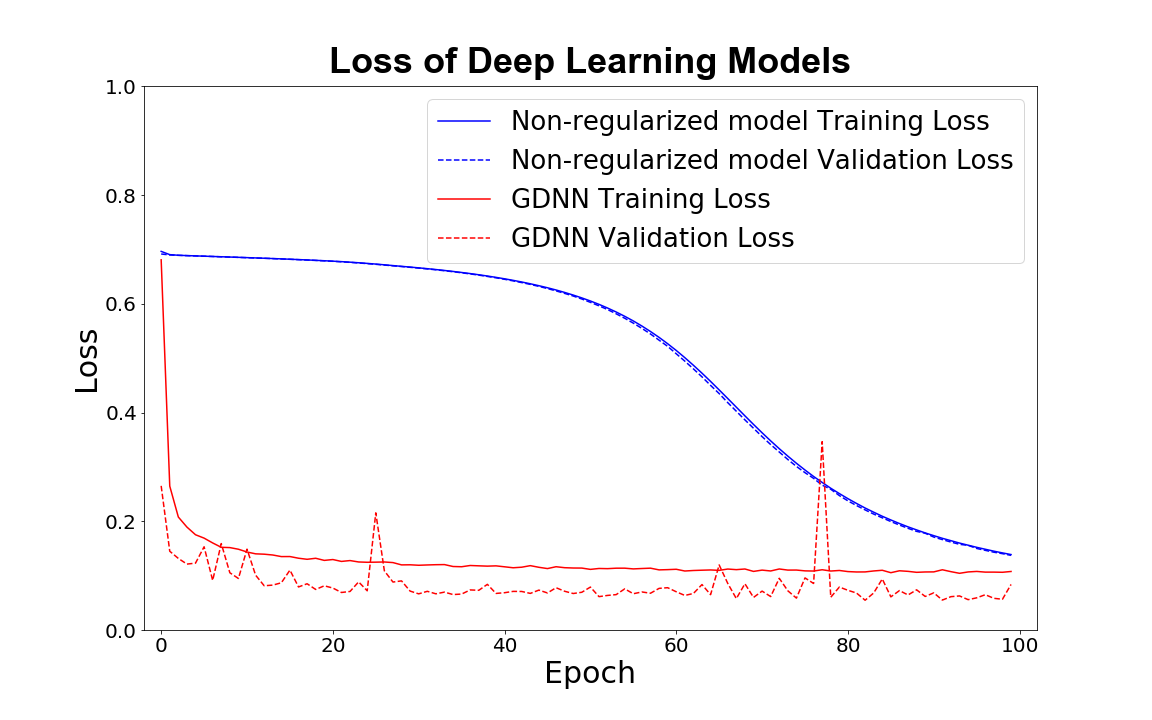 Loss of Deep Learning Models
1.0
0.8
0.6
0.4
0.2
0.0
Loss
Non-regularized model Training Loss
Non-regularized model Validation Loss
GDNN Training Loss
GDNN Validation Loss
0 20 40 60 80 100
Epoch